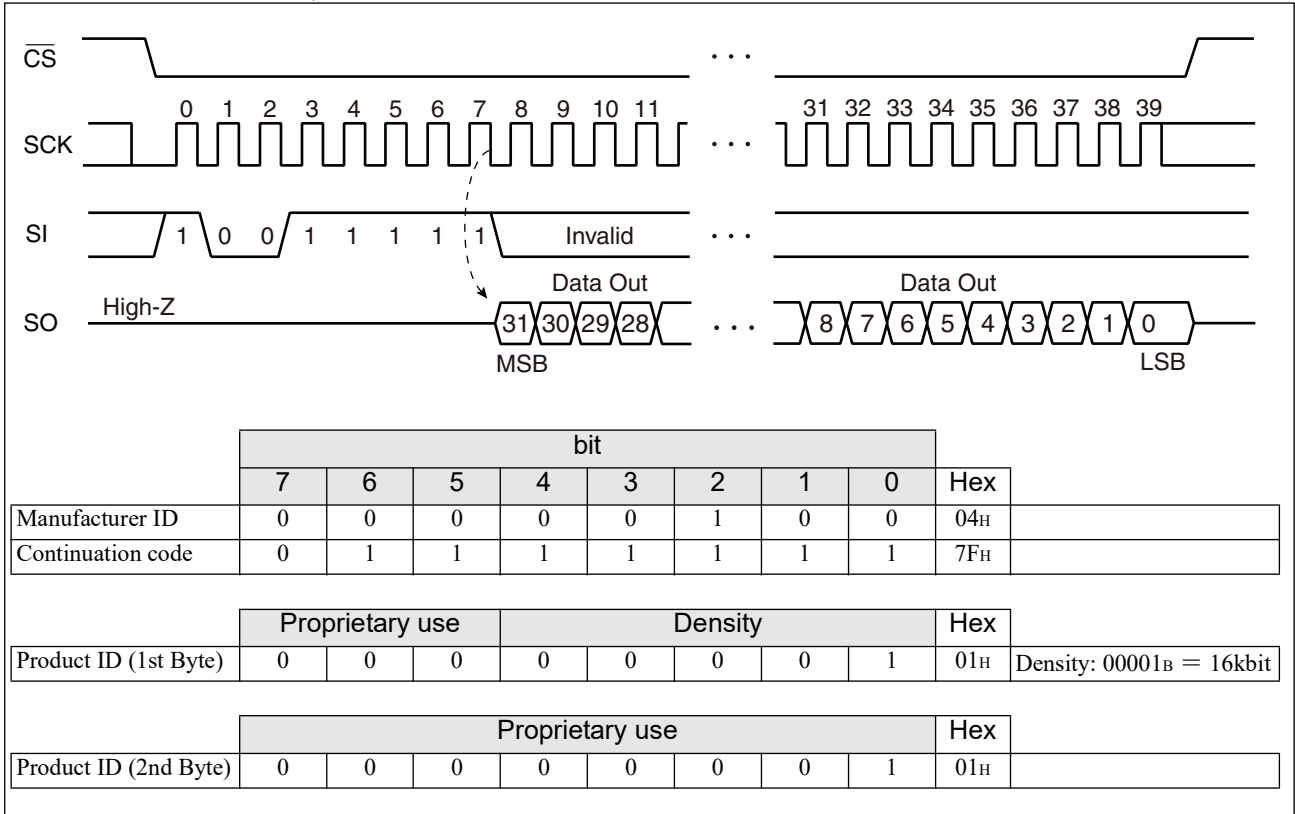 CS
· · ·
0 1 2 3 4 5 6 7 8 9 10 11 31 32 33 34 35 36 37 38 39
SCK · · ·
SI 1 0 0 1 1 1 1 1 Invalid · · ·
Data Out Data Out
High-Z
SO 31 30 29 28 · · · 8 7 6 5 4 3 2 1 0
MSB LSB
bit
7 6 5 4 3 2 1 0 Hex
Manufacturer ID 0 0 0 0 0 1 0 0 04H
Continuation code 0 1 1 1 1 1 1 1 7FH
Proprietary use Density Hex
Product ID (1st Byte) 0 0 0 0 0 0 0 1 01H Density: 00001B = 16kbit
Proprietary use Hex
Product ID (2nd Byte) 0 0 0 0 0 0 0 1 01H